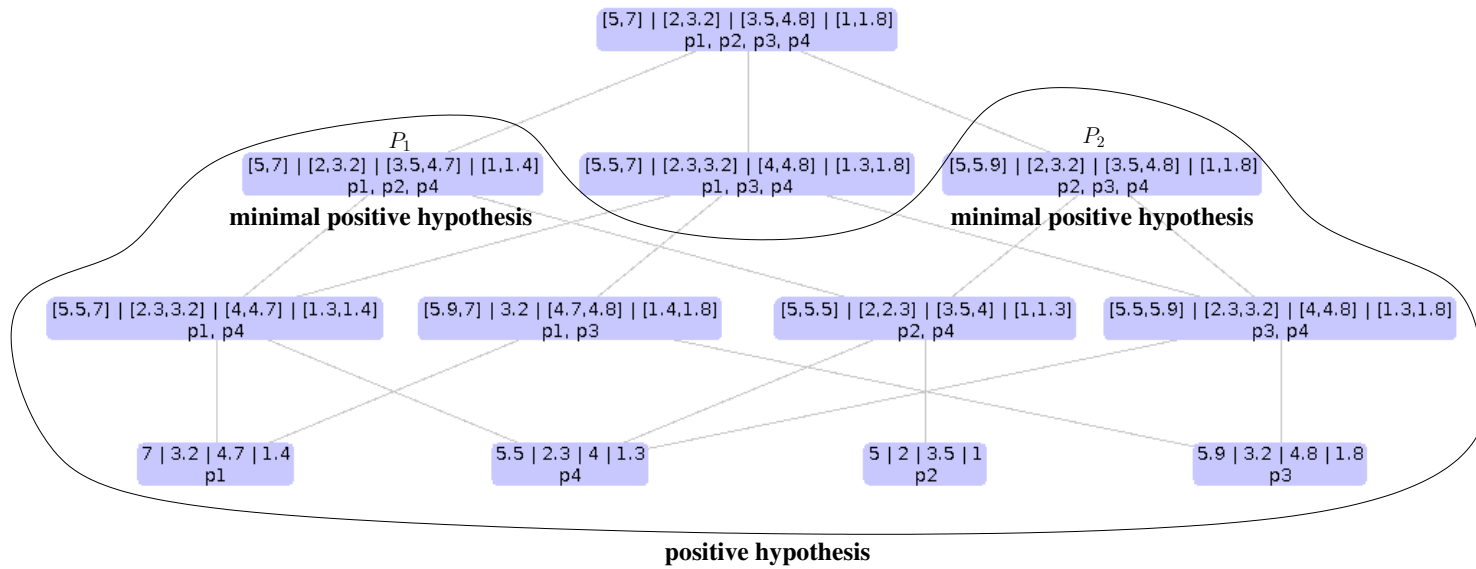 [5,7] | [2,3.2] | [3.5,4.8] | [1,1.8]
p1, p2, p3, p4
P1
P2
[5,7] | [2,3.2] | [3.5,4.7] | [1,1.4]
p1, p2, p4
[5.5,7] | [2.3,3.2] | [4,4.8] | [1.3,1.8]
p1, p3, p4
[5,5.9] | [2,3.2] | [3.5,4.8] | [1,1.8]
p2, p3, p4
minimal positive hypothesis
minimal positive hypothesis
[5.5,7] | [2.3,3.2] | [4,4.7] | [1.3,1.4]
p1, p4
[5.9,7] | 3.2 | [4.7,4.8] | [1.4,1.8]
p1, p3
[5,5.5] | [2,2.3] | [3.5,4] | [1,1.3]
p2, p4
[5.5,5.9] | [2.3,3.2] | [4,4.8] | [1.3,1.8]
p3, p4
7 | 3.2 | 4.7 | 1.4
p1
5.5 | 2.3 | 4 | 1.3
p4
5 | 2 | 3.5 | 1
p2
5.9 | 3.2 | 4.8 | 1.8
p3
positive hypothesis